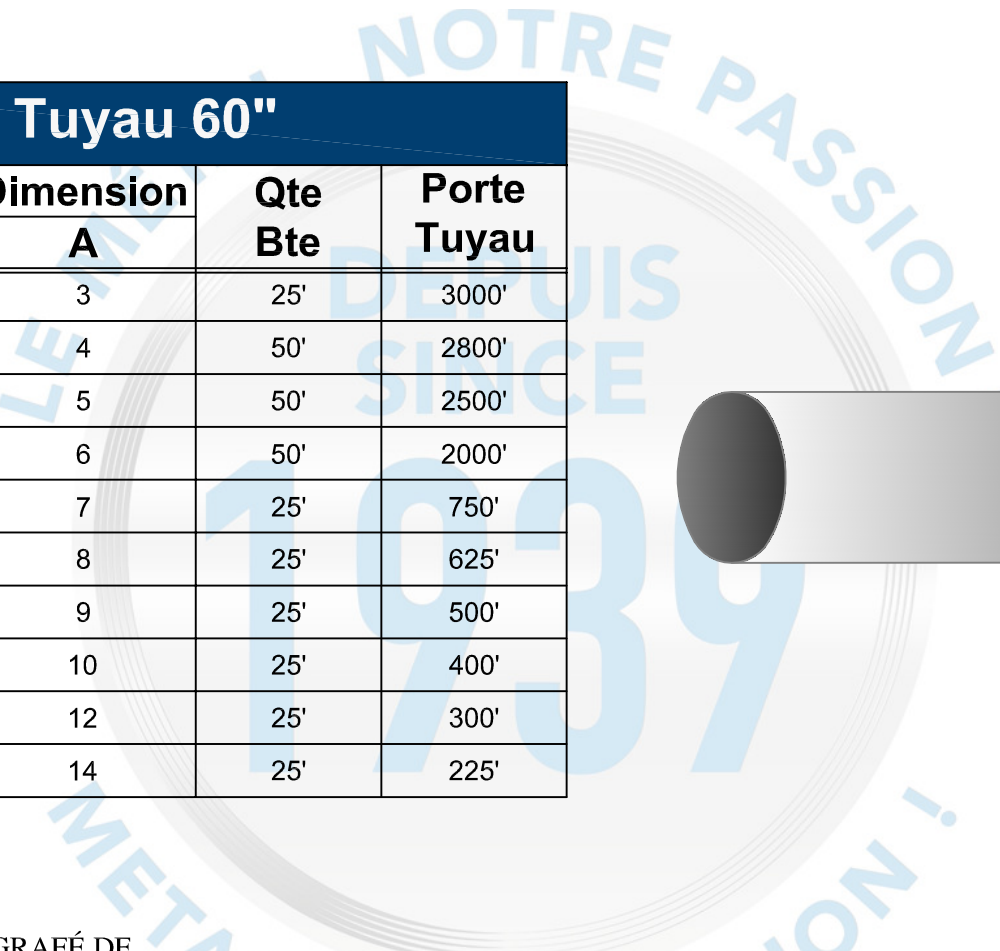 NOTRE PASSION
Tuyau 60"
Dimension Qte Bte Porte Tuyau
A
3 25' 3000'
4 50' 2800'
5 50' 2500'
6 50' 2000'
7 25' 750'
8 25' 625'
9 25' 500'
10 25' 400'
12 25' 300'
14 25' 225'
DEPUIS
SINCE
1939
LE